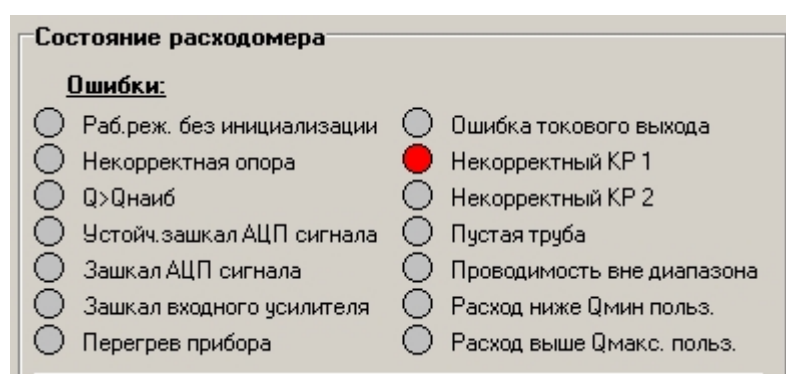 Состояние расходомера
Ошибки:
Раб.реж. без инициализации
Некорректная опора
Q>Qнаиб
Устойч.зашкал АЦП сигнала
Зашкал АЦП сигнала
Зашкал входного усилителя
Перегрев прибора
Ошибка токового выхода
Некорректный КР 1
Некорректный КР 2
Пустая труба
Проводимость вне диапазона
Расход ниже Qмин польз.
Расход выше Qмакс. польз.